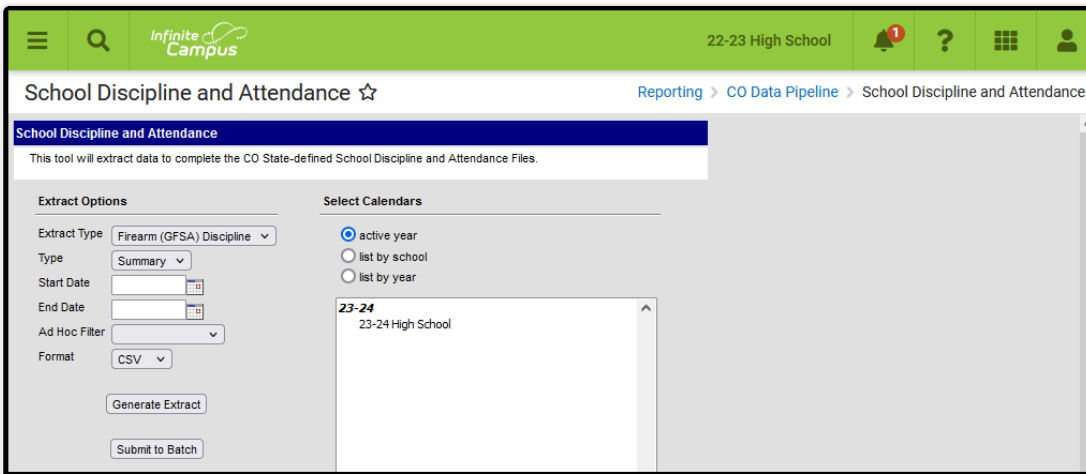 Infinite Campus
22-23 High School
1
?
School Discipline and Attendance
Reporting > CO Data Pipeline > School Discipline and Attendance
School Discipline and Attendance
This tool will extract data to complete the CO State-defined School Discipline and Attendance Files.
Extract Options
Extract Type Firearm (GFSA) Discipline
Type Summary
Start Date
End Date
Ad Hoc Filter
Format CSV
Generate Extract
Submit to Batch
Select Calendars
active year
list by school
list by year
23-24
23-24 High School